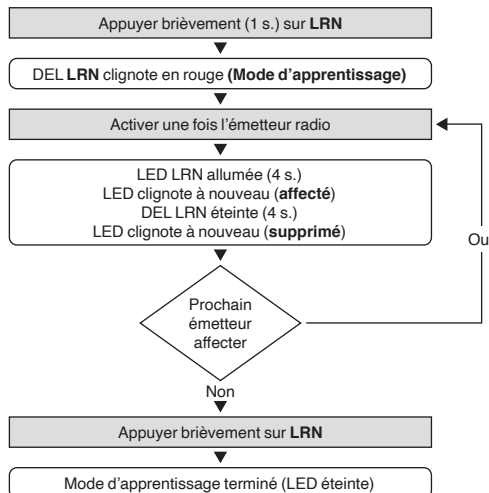 Appuyer brièvement (1 s.) sur LRN
DEL LRN clignote en rouge (Mode d'apprentissage)
Activer une fois l'émetteur radio
LED LRN allumée (4 s.)
LED clignote à nouveau (affecté)
DEL LRN éteinte (4 s.)
LED clignote à nouveau (supprimé)
Ou
Prochain
émetteur
affecter
Non
Appuyer brièvement sur LRN
Mode d'apprentissage terminé (LED éteinte)